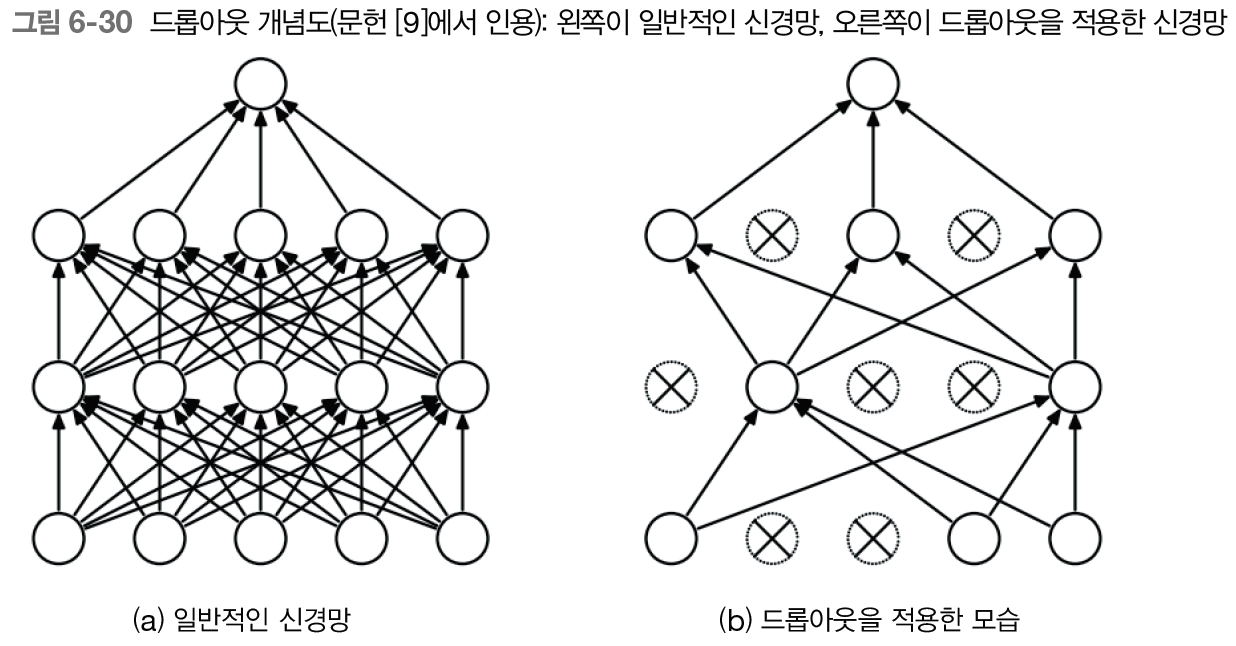 그림 6-30 드롭아웃 개념도(문헌 [9]에서 인용): 왼쪽이 일반적인 신경망, 오른쪽이 드롭아웃을 적용한 신경망
(a) 일반적인 신경망
(b) 드롭아웃을 적용한 모습